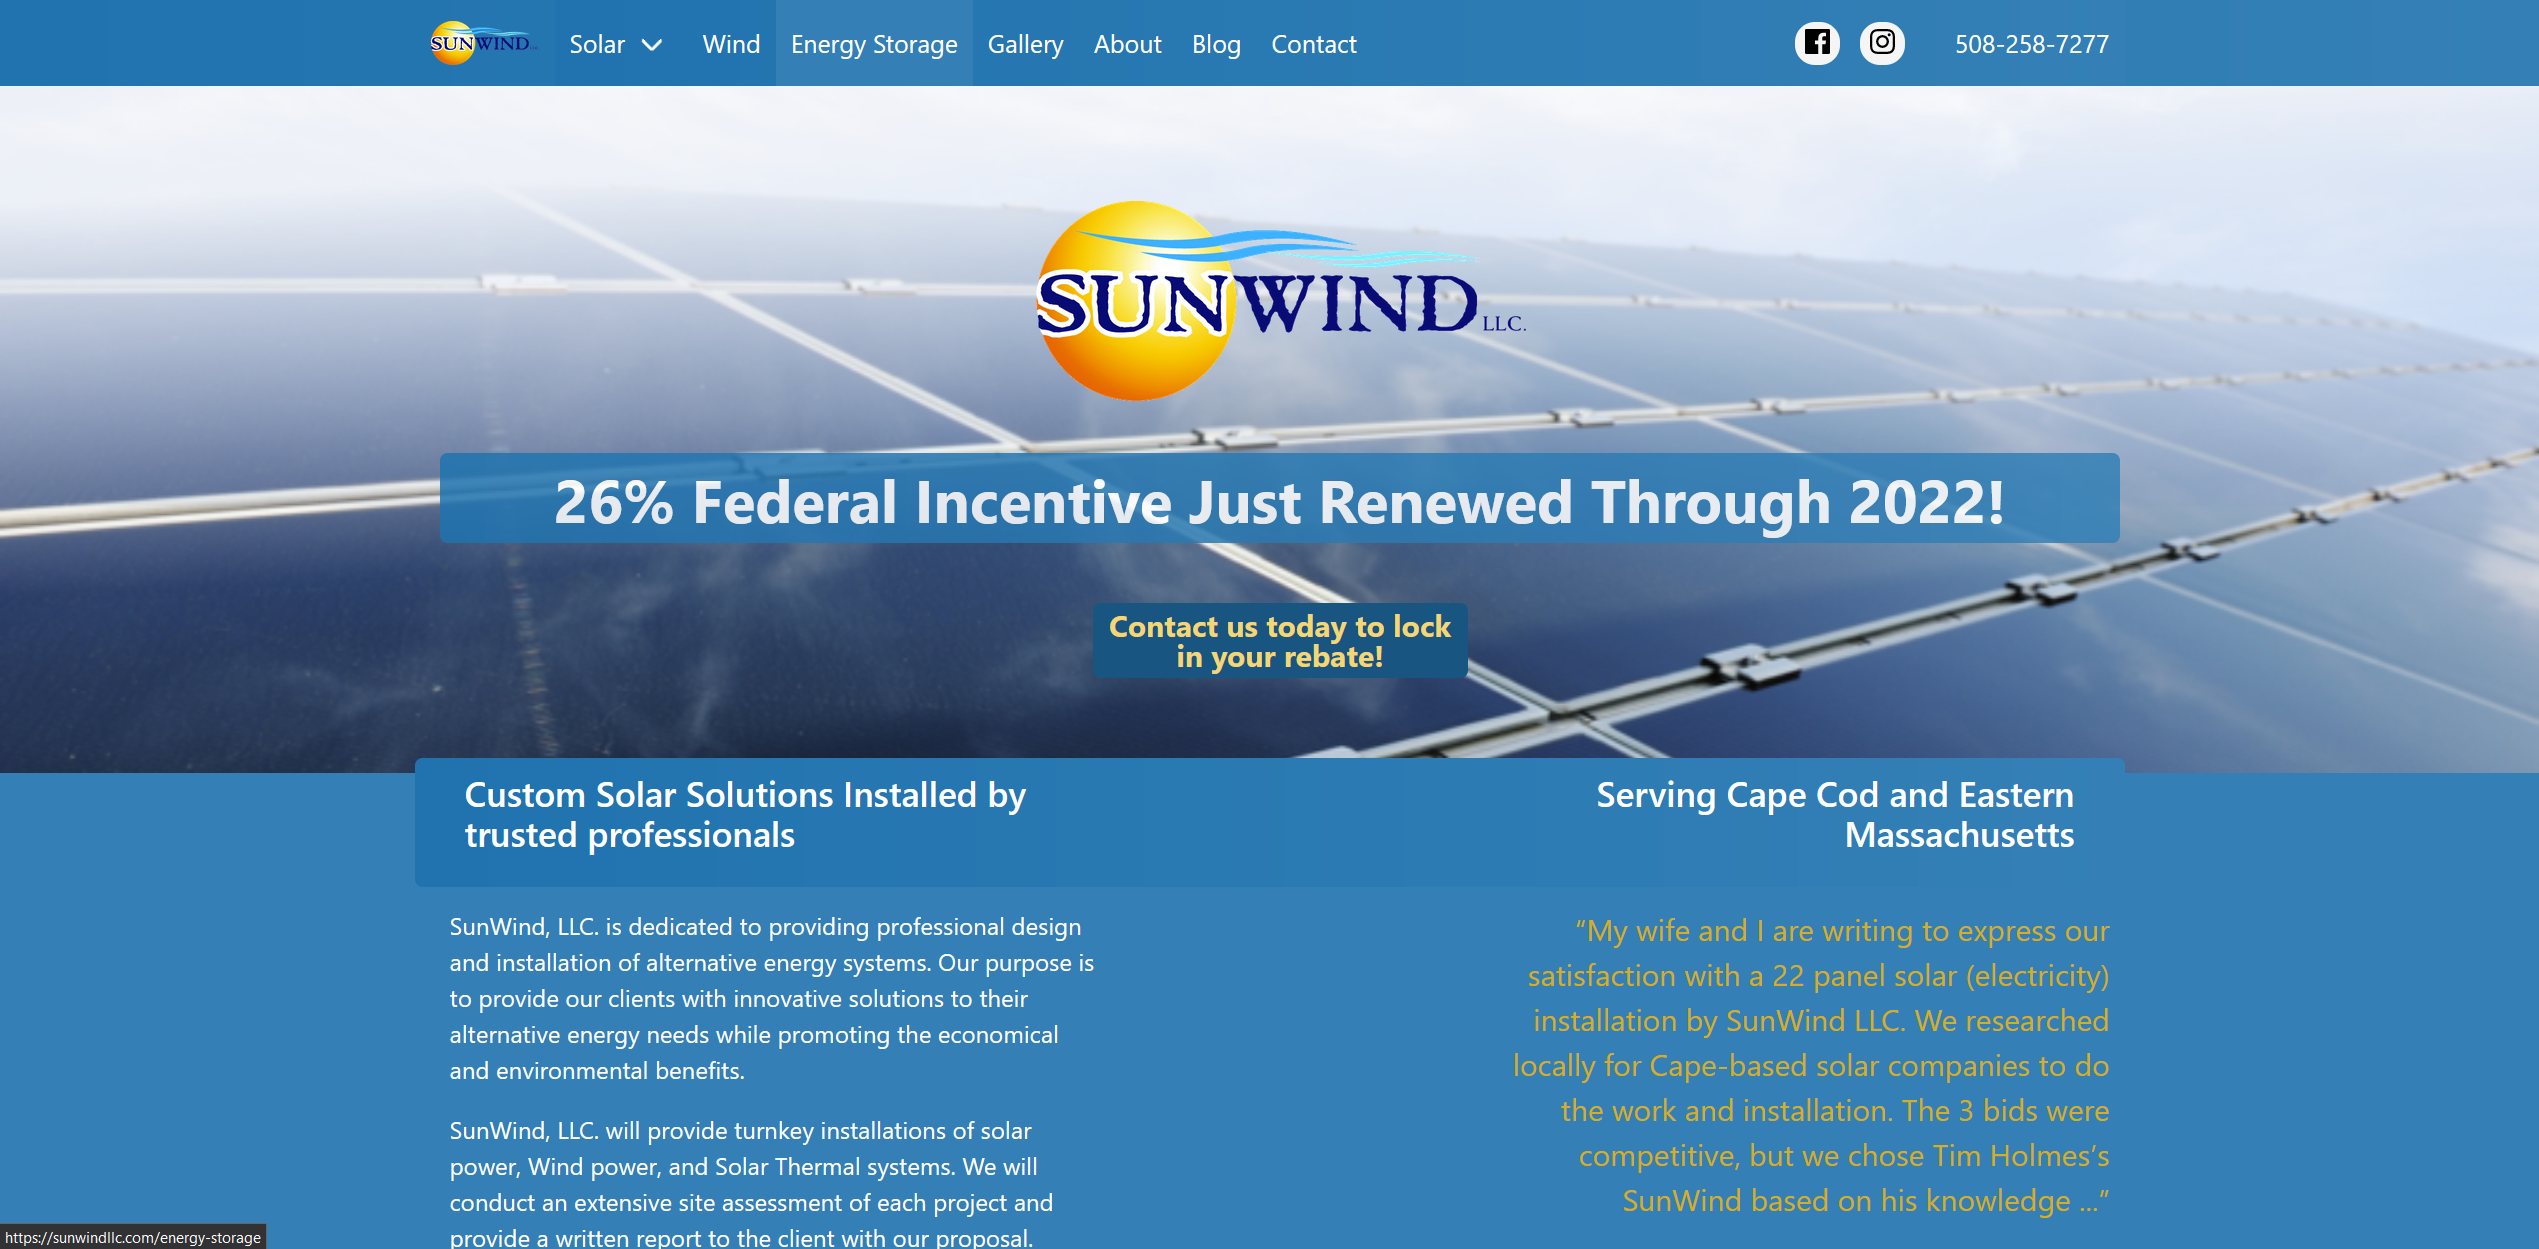 SUNWIND
Solar
Wind
Energy Storage
Gallery
About
Blog
Contact
508-258-7277
SUNWIND LLC.
26% Federal Incentive Just Renewed Through 2022!
Contact us today to lock
in your rebate!
Custom Solar Solutions Installed by
trusted professionals
Serving Cape Cod and Eastern
Massachusetts
SunWind, LLC. is dedicated to providing professional design
and installation of alternative energy systems. Our purpose is
to provide our clients with innovative solutions to their
alternative energy needs while promoting the economical
and environmental benefits.
SunWind, LLC. will provide turnkey installations of solar
power, Wind power, and Solar Thermal systems. We will
conduct an extensive site assessment of each project and
provide a written report to the client with our proposal.
“My wife and I are writing to express our
satisfaction with a 22 panel solar (electricity)
installation by SunWind LLC. We researched
locally for Cape-based solar companies to do
the work and installation. The 3 bids were
competitive, but we chose Tim Holmes’s
SunWind based on his knowledge ...”
https://sunwindllc.com/energy-storage